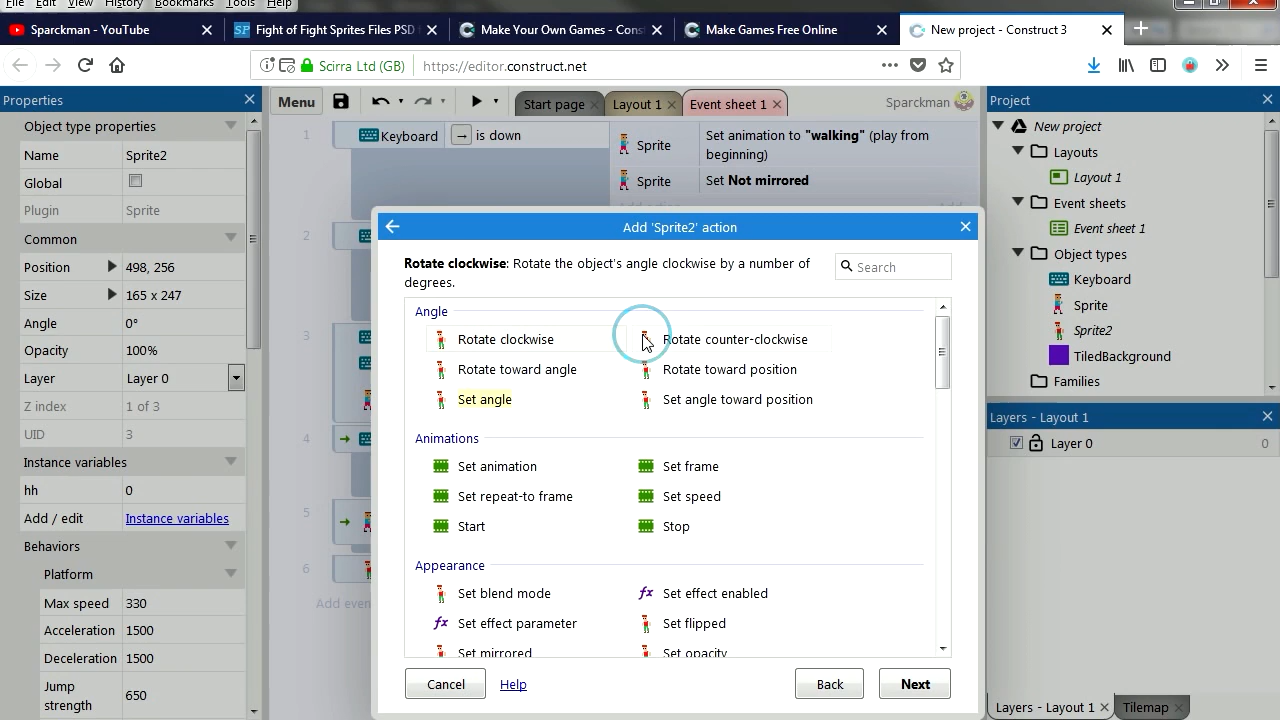 File Edit View History Bookmarks Tools Help
Sparckman - YouTube
Fight of Fight Sprites Files PSD
Make Your Own Games - Cons
Make Games Free Online
New project - Construct 3
Scirra Ltd (GB)
https://editor.construct.net
Properties
Object type properties
Name Sprite2
Global
Plugin Sprite
Common
Position 498, 256
Size 165 x 247
Angle 0°
Opacity 100%
Layer Layer 0
Z index 1 of 3
UID 3
Instance variables
hh 0
Add / edit Instance variables
Behaviors
Platform
Max speed 330
Acceleration 1500
Deceleration 1500
Jump strength 650
Menu
Start page
Layout 1
Event sheet 1
Sparckman
1 Keyboard → is down
Sprite Set animation to "walking" (play from
beginning)
Sprite Set Not mirrored
2
3
4
5
6
Add 'Sprite2' action
Rotate clockwise: Rotate the object's angle clockwise by a number of
degrees.
Search
Angle
Rotate clockwise Rotate counter-clockwise
Rotate toward angle Rotate toward position
Set angle Set angle toward position
Animations
Set animation Set frame
Set repeat-to frame Set speed
Start Stop
Appearance
Set blend mode fx Set effect enabled
fx Set effect parameter Set flipped
Set mirrored Set opacity
Cancel Help Back Next
Project
New project
Layouts
Layout 1
Event sheets
Event sheet 1
Object types
Keyboard
Sprite
Sprite2
TiledBackground
Families
Layers - Layout 1
Layer 0 0
Layers - Layout 1 Tilemap